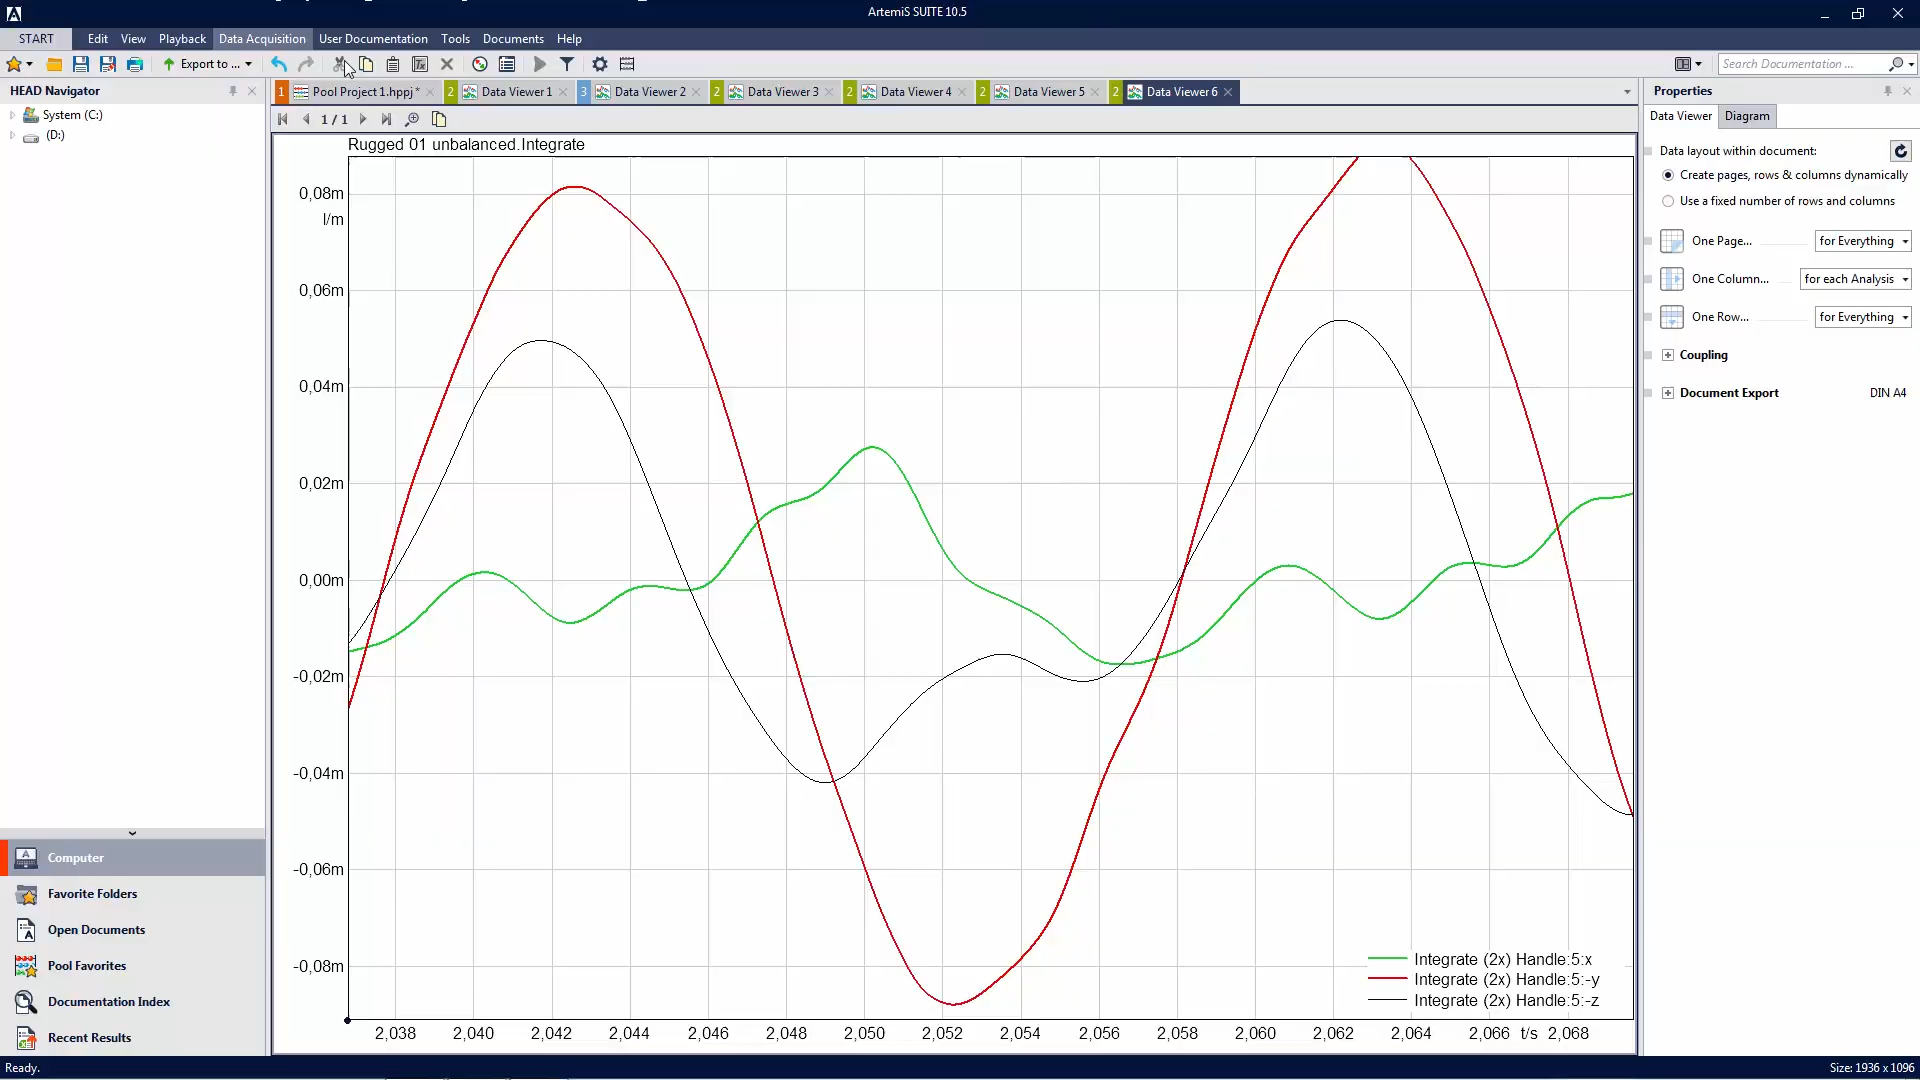 ArtemiS SUITE 10.5
START Edit View Playback Data Acquisition User Documentation Tools Documents Help
Export to ... Search Documentation ...
HEAD Navigator
System (C:)
(D:)
Computer
Favorite Folders
Open Documents
Pool Favorites
Documentation Index
Recent Results
1 Pool Project 1.hppj* 2 Data Viewer 1 3 Data Viewer 2 2 Data Viewer 3 2 Data Viewer 4 2 Data Viewer 5 2 Data Viewer 6
1 / 1
Rugged 01 unbalanced.Integrate
0,08m
l/m
0,06m
0,04m
0,02m
0,00m
-0,02m
-0,04m
-0,06m
-0,08m
Integrate (2x) Handle:5:x
Integrate (2x) Handle:5:-y
Integrate (2x) Handle:5:-z
2,038 2,040 2,042 2,044 2,046 2,048 2,050 2,052 2,054 2,056 2,058 2,060 2,062 2,064 2,066 t/s 2,068
Properties
Data Viewer Diagram
Data layout within document:
Create pages, rows & columns dynamically
Use a fixed number of rows and columns
One Page... for Everything
One Column... for each Analysis
One Row... for Everything
Coupling
Document Export DIN A4
Ready. Size: 1936 x 1096